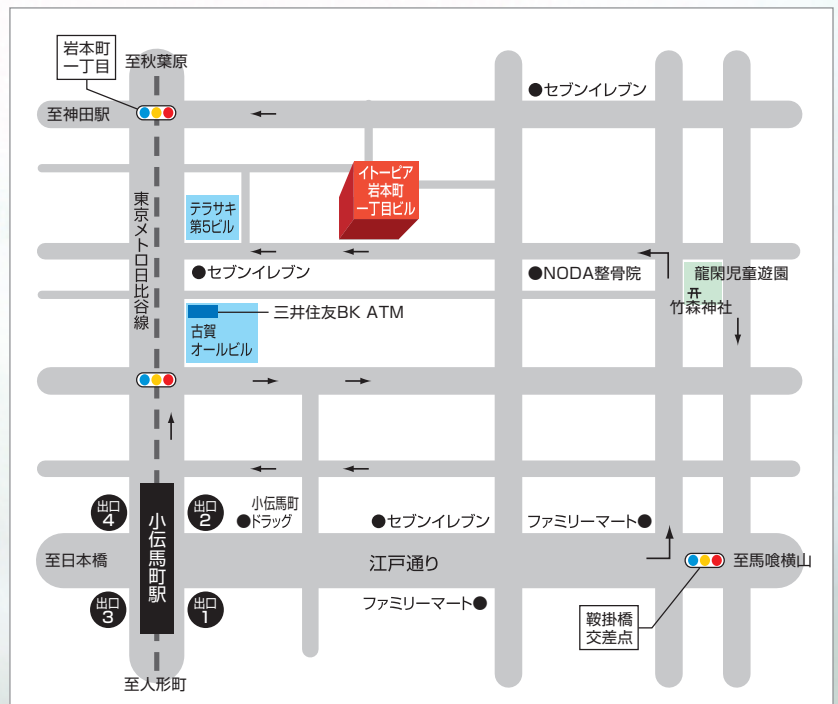 岩本町
一丁目
至秋葉原
至神田駅
セブンイレブン
イトーピア
岩本町
一丁目ビル
テラサキ
第5ビル
東京メトロ日比谷線
セブンイレブン
NODA整骨院
龍閑児童遊園
竹森神社
三井住友BK ATM
古賀
オールビル
出口
4
出口
2
小伝馬町
ドラッグ
セブンイレブン
ファミリーマート
小伝馬町駅
至日本橋
江戸通り
至馬喰横山
出口
3
出口
1
ファミリーマート
鞍掛橋
交差点
至人形町